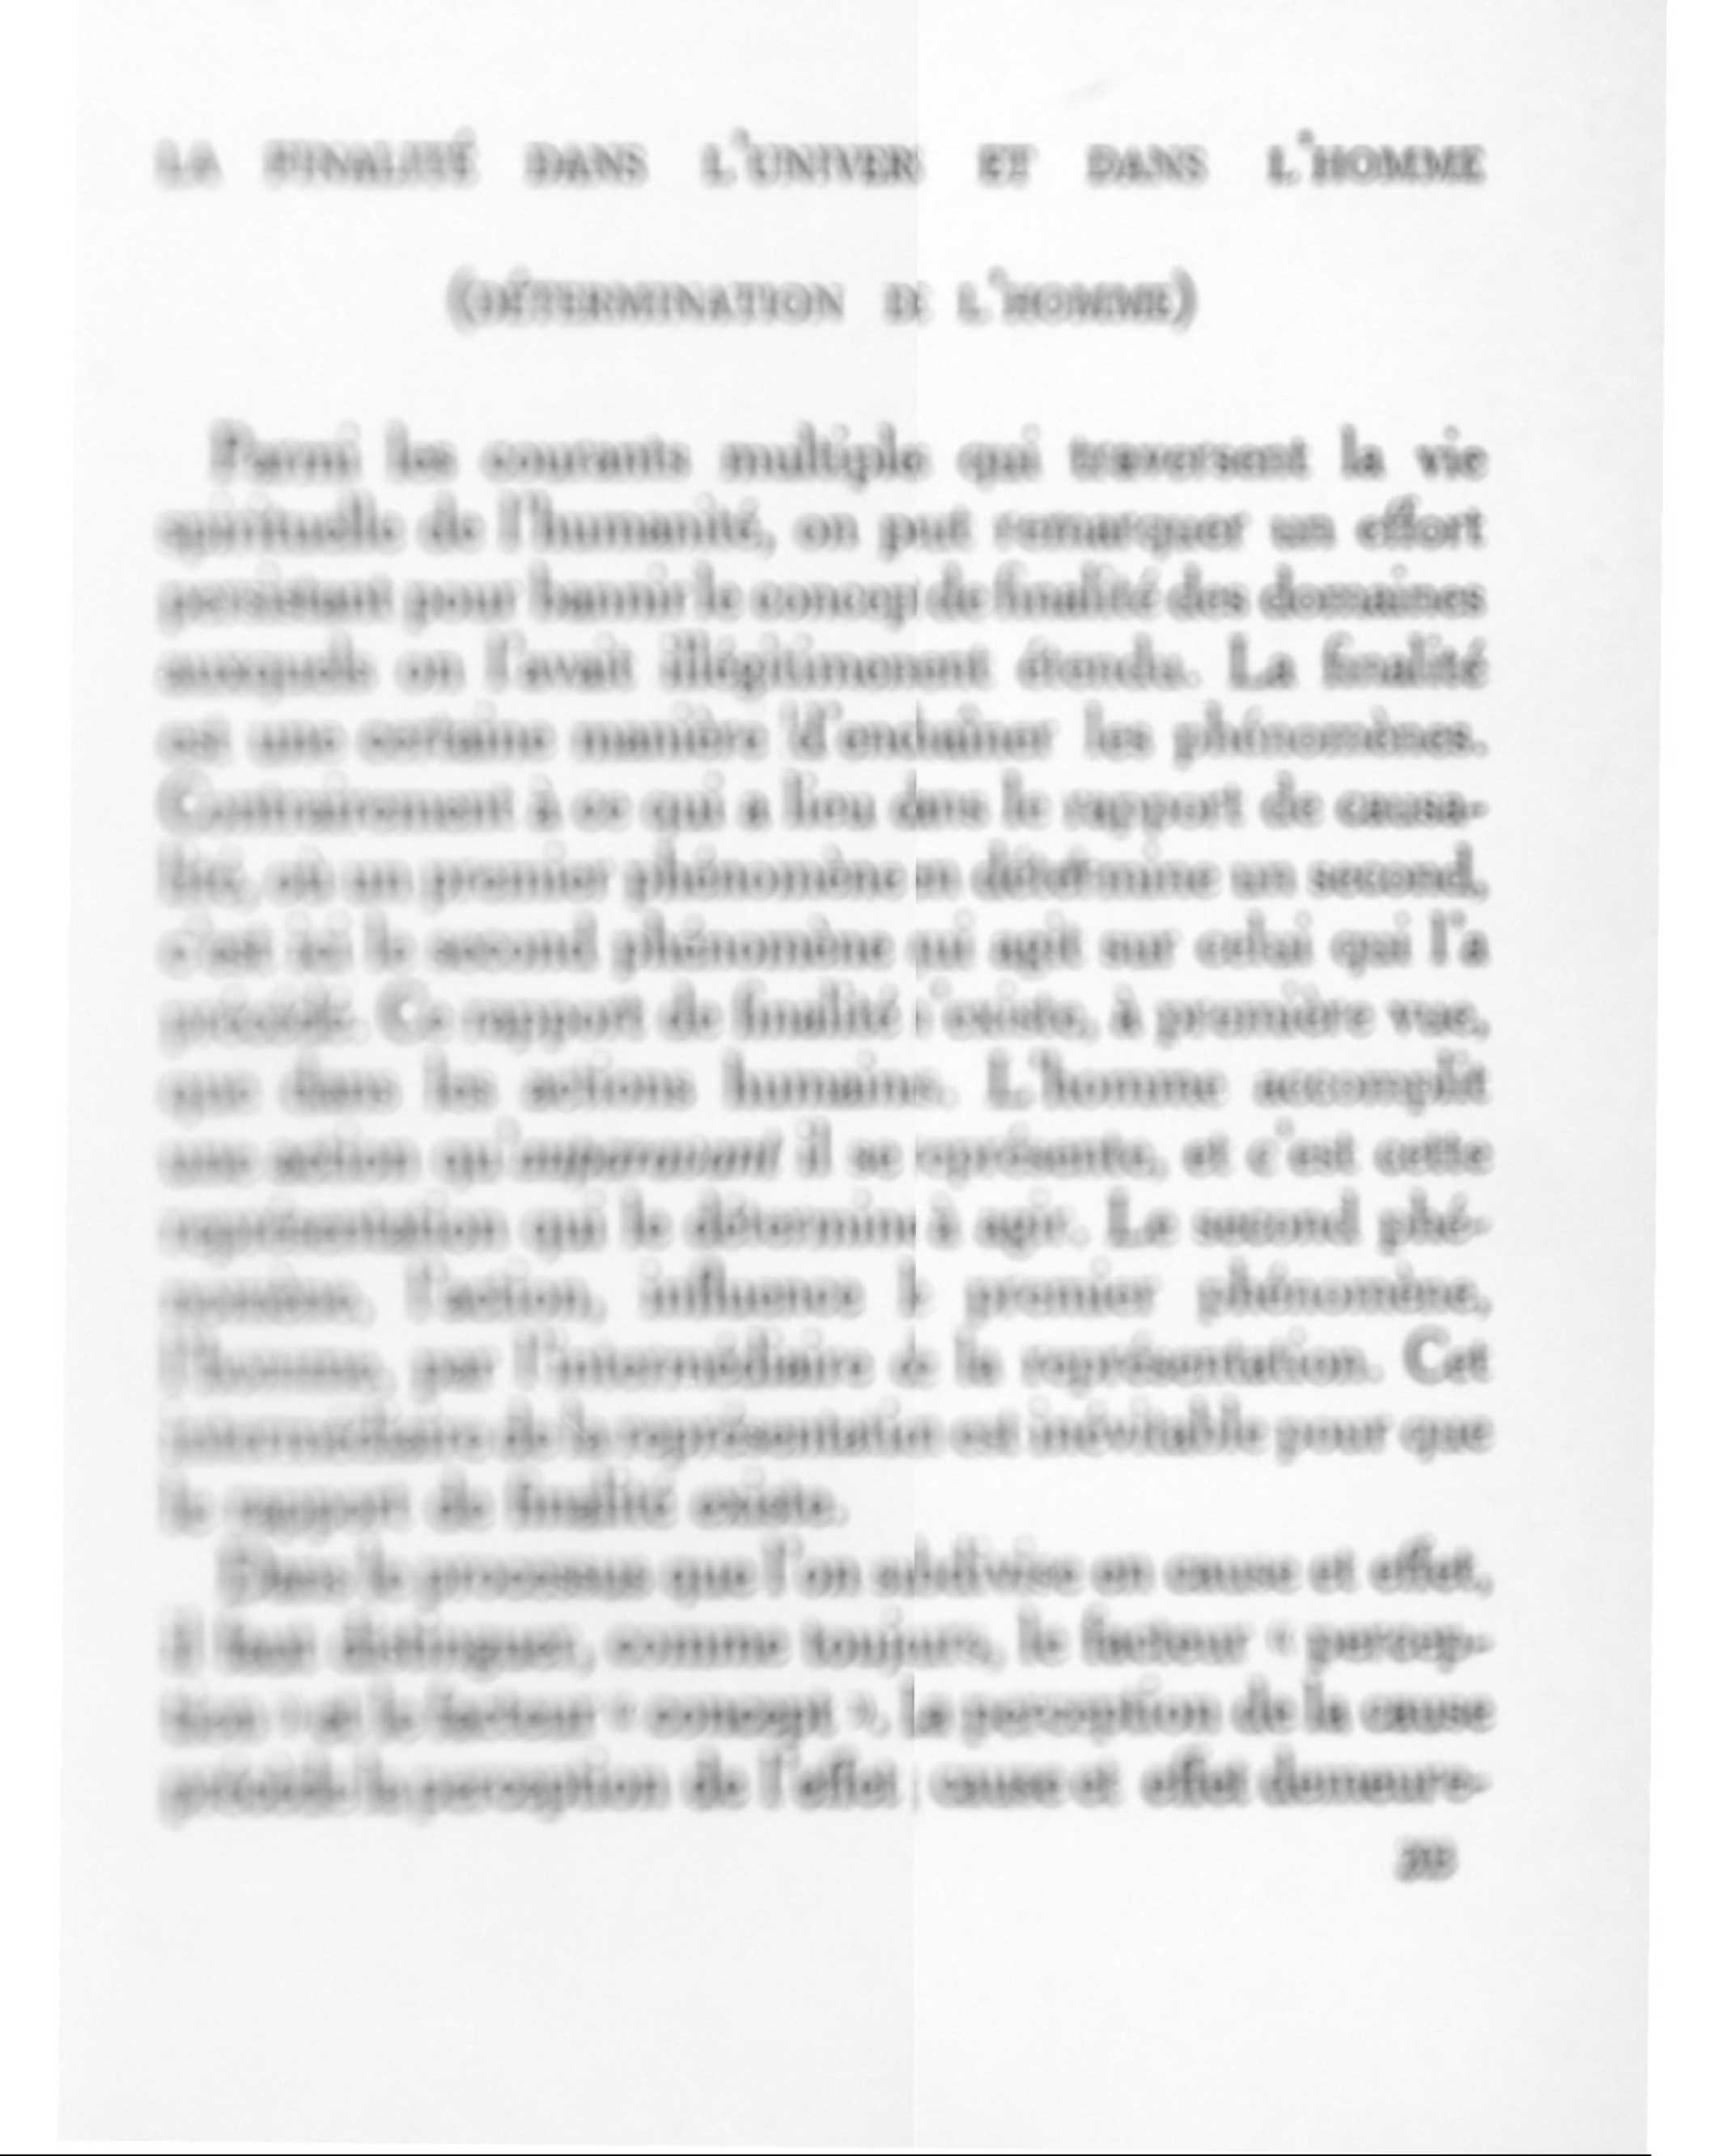 LA FINALITÉ DANS L'UNIVERS ET DANS L'HOMME
(DÉTERMINATION DE L'HOMME)
Parmi les courants multiples qui traversent la vie
spirituelle de l'humanité, on peut remarquer un effort
persistant pour bannir le concept de finalité des domaines
auxquels on l'avait illégitimement étendu. La finalité
est une certaine manière d'enchaîner les phénomènes.
Contrairement à ce qui a lieu dans le rapport de causa-
lité, où un premier phénomène en détermine un second,
c'est ici le second phénomène qui agit sur celui qui l'a
précédé. Ce rapport de finalité n'existe, à première vue,
que dans les actions humaines. L'homme accomplit
une action qu'auparavant il se représente, et c'est cette
représentation qui le détermine à agir. Le second phé-
nomène, l'action, influence le premier phénomène,
l'homme, par l'intermédiaire de la représentation. Cet
intermédiaire de la représentation est inévitable pour que
le rapport de finalité existe.
Dans le processus que l'on subdivise en cause et effet,
il faut distinguer, comme toujours, le facteur « percep-
tion » et le facteur « concept ». La perception de la cause
précède la perception de l'effet ; cause et effet demeure-